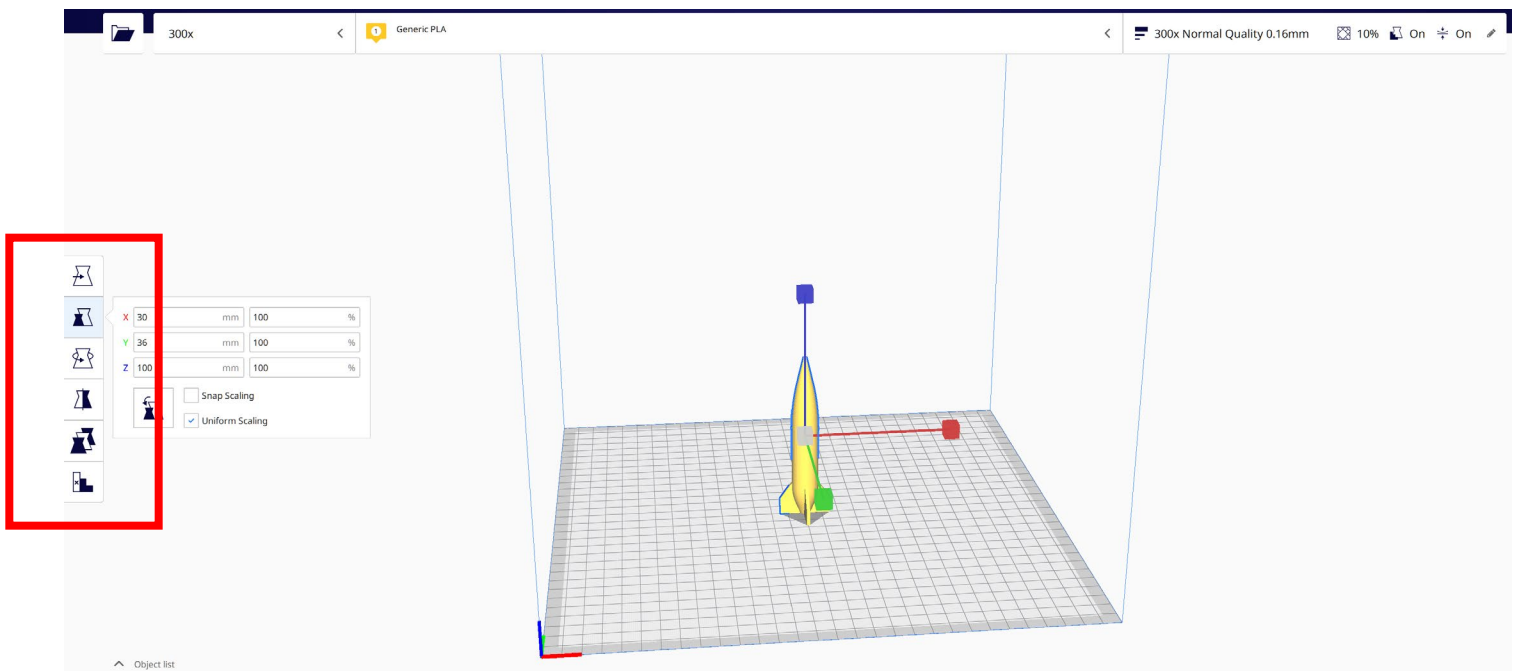 300x
1 Generic PLA
300x Normal Quality 0.16mm 10% On On
X 30 mm 100 %
Y 36 mm 100 %
Z 100 mm 100 %
Snap Scaling
Uniform Scaling
Object list